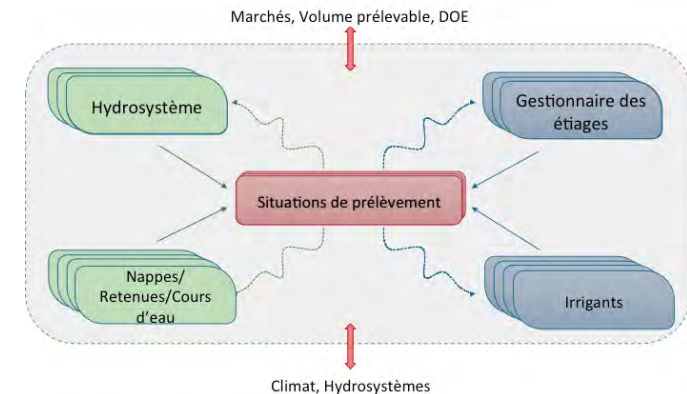 Marchés, Volume prélevable, DOE
Hydrosystème
Gestionnaire des
étiages
Situations de prélèvement
Nappes/
Retenues/Cours
d'eau
Irrigants
Climat, Hydrosystèmes